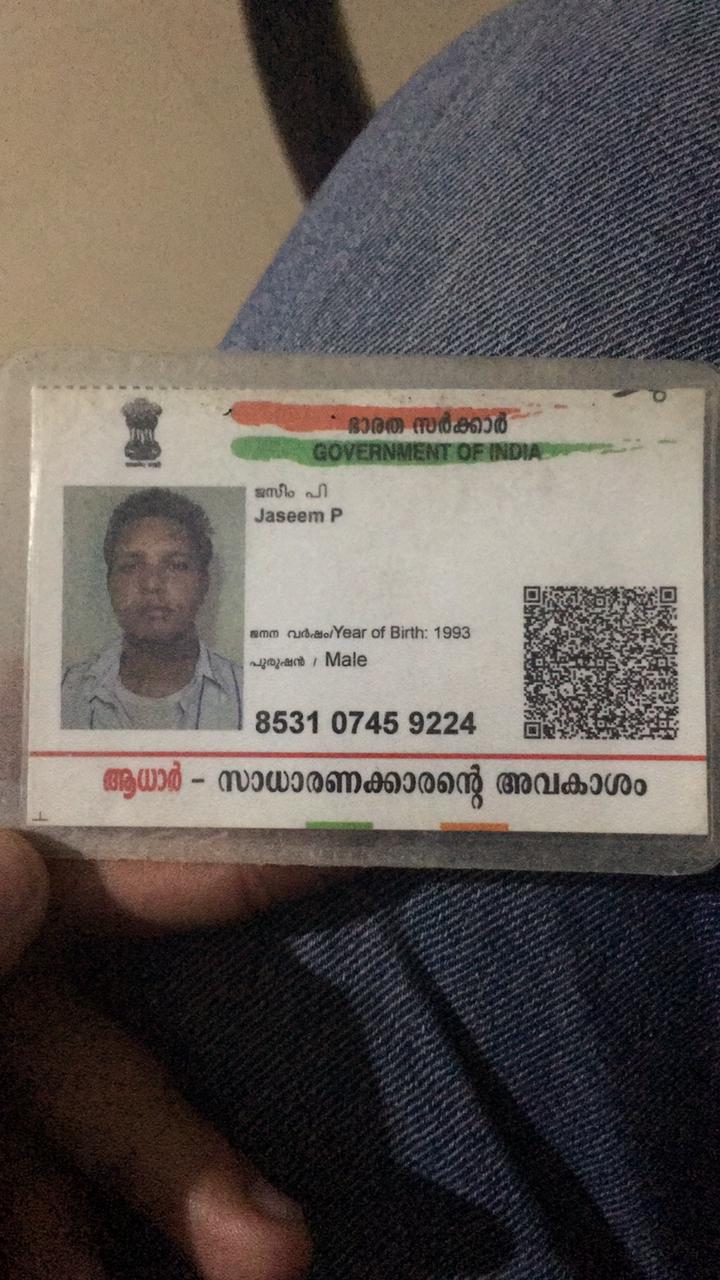 ഭാരത സർക്കാർ
GOVERNMENT OF INDIA
ജസീം പി
Jaseem P
ജനന വർഷം/Year of Birth: 1993
പുരുഷൻ / Male
8531 0745 9224
ആധാർ – സാധാരണക്കാരന്റെ അവകാശം